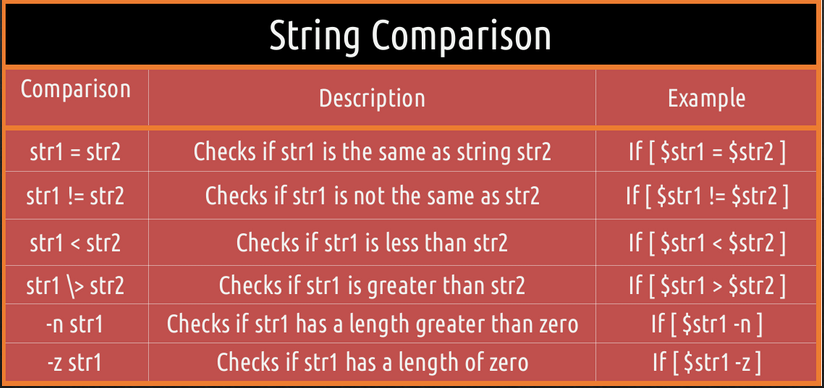 String Comparison
Comparison Description Example
str1 = str2 Checks if str1 is the same as string str2 If [ $str1 = $str2 ]
str1 != str2 Checks if str1 is not the same as str2 If [ $str1 != $str2 ]
str1 < str2 Checks if str1 is less than str2 If [ $str1 < $str2 ]
str1 \> str2 Checks if str1 is greater than str2 If [ $str1 > $str2 ]
-n str1 Checks if str1 has a length greater than zero If [ $str1 -n ]
-z str1 Checks if str1 has a length of zero If [ $str1 -z ]